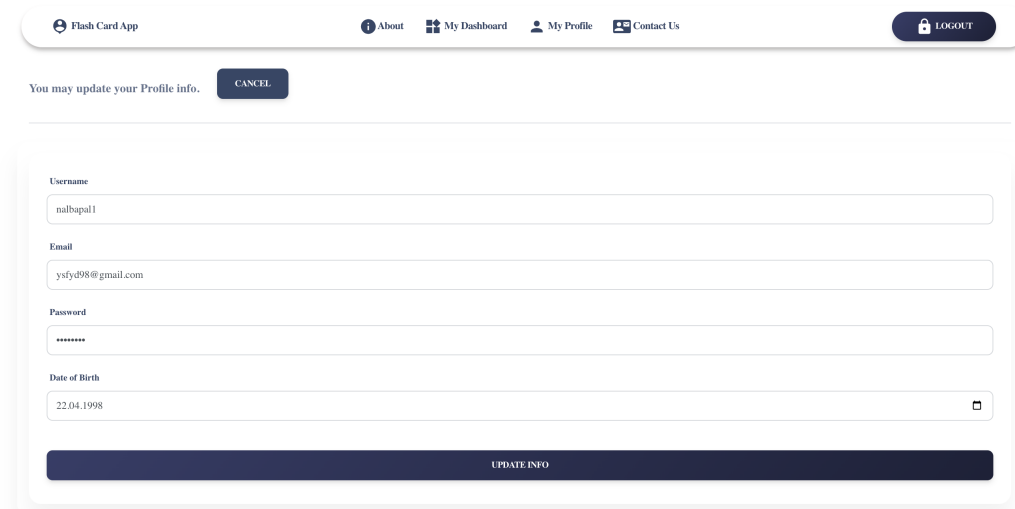 Flash Card App About My Dashboard My Profile Contact Us LOGOUT
You may update your Profile info. CANCEL
Username
nalbapal1
Email
ysfyd98@gmail.com
Password
••••••••
Date of Birth
22.04.1998
UPDATE INFO